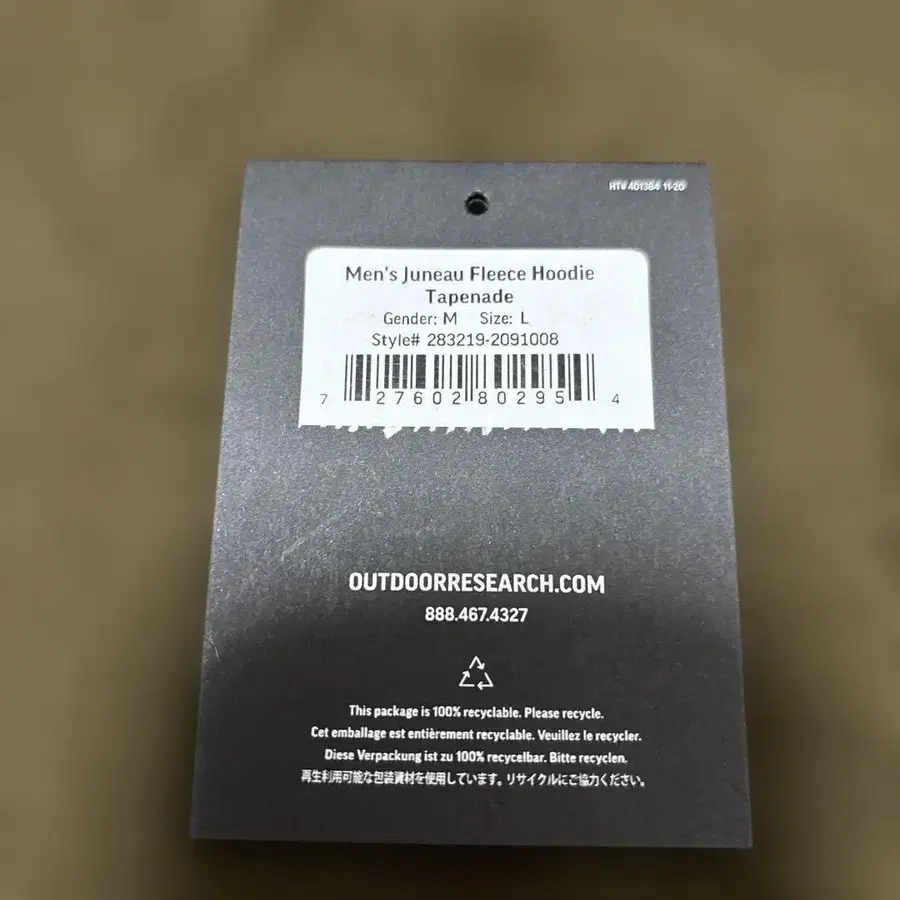 HT# 401384 11-20
Men's Juneau Fleece Hoodie
Tapenade
Gender: M Size: L
Style# 283219-2091008
7 27602 80295 4
OUTDOORRESEARCH.COM
888.467.4327
This package is 100% recyclable. Please recycle.
Cet emballage est entièrement recyclable. Veuillez le recycler.
Diese Verpackung ist zu 100% recycelbar. Bitte recyclen.
再生利用可能な包装資材を使用しています。リサイクルにご協力ください。